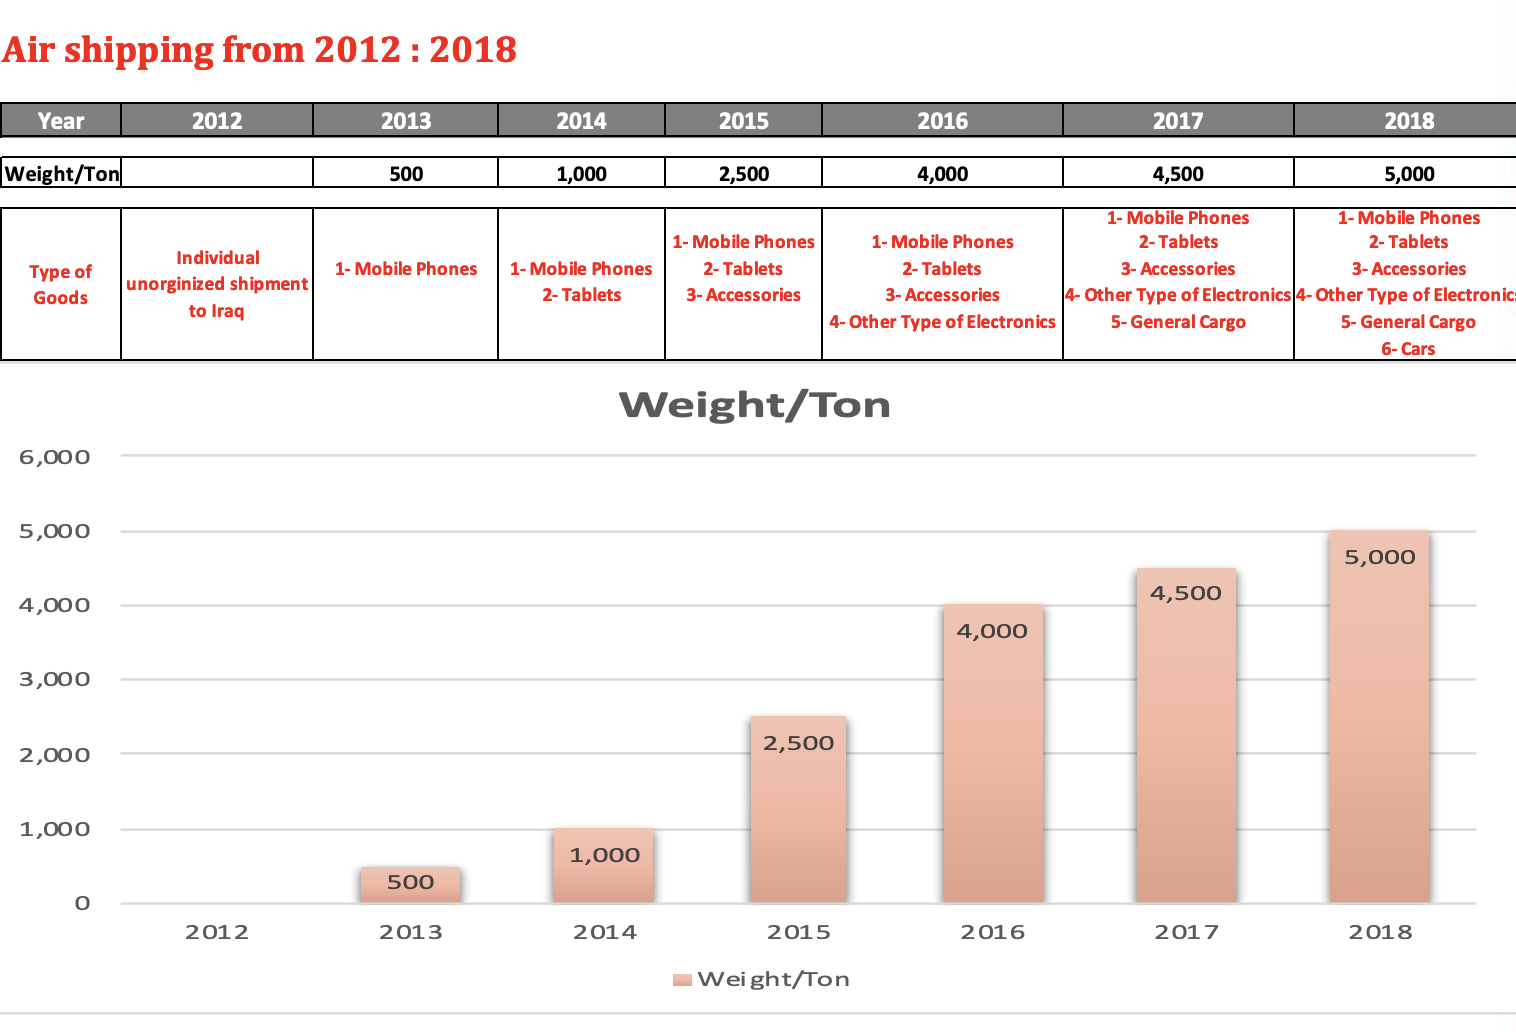 Air shipping from 2012 : 2018
Year 2012 2013 2014 2015 2016 2017 2018
Weight/Ton 500 1,000 2,500 4,000 4,500 5,000
Type of
Goods
Individual
unorginized shipment
to Iraq
1- Mobile Phones
1- Mobile Phones
2- Tablets
1- Mobile Phones
2- Tablets
3- Accessories
1- Mobile Phones
2- Tablets
3- Accessories
4- Other Type of Electronics
1- Mobile Phones
2- Tablets
3- Accessories
4- Other Type of Electronics
5- General Cargo
1- Mobile Phones
2- Tablets
3- Accessories
4- Other Type of Electronic
5- General Cargo
6- Cars
Weight/Ton
6,000
5,000
4,000
3,000
2,000
1,000
0
500
1,000
2,500
4,000
4,500
5,000
2012 2013 2014 2015 2016 2017 2018
Weight/Ton